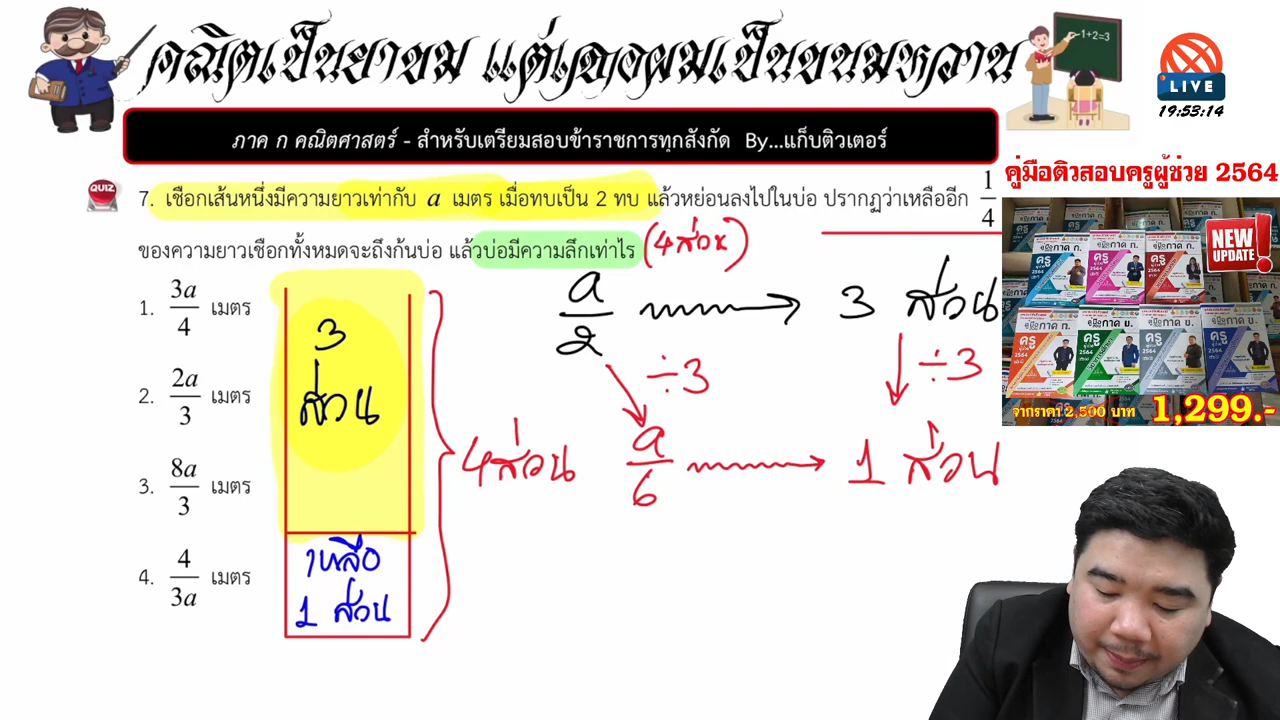 คณิตเป็นยาขม แต่เธอผมเป็นขนมหวาน
1+2=3
LIVE
19:53:14
ภาค ก คณิตศาสตร์ - สำหรับเตรียมสอบข้าราชการทุกสังกัด By...แก็บติวเตอร์
คู่มือติวสอบครูผู้ช่วย 2564
QUIZ
7. เชือกเส้นหนึ่งมีความยาวเท่ากับ a เมตร เมื่อทบเป็น 2 ทบ แล้วหย่อนลงไปในบ่อ ปรากฏว่าเหลืออีก 1/4
ของความยาวเชือกทั้งหมดจะถึงก้นบ่อ แล้วบ่อมีความลึกเท่าไร (4 ส่วน)
1. 3a/4 เมตร
2. 2a/3 เมตร
3. 8a/3 เมตร
4. 4/3a เมตร
3
ส่วน
เหลือ
1 ส่วน
4 ส่วน
a/2 → 3 ส่วน
÷3 ÷3
a/6 → 1 ส่วน
NEW
UPDATE!
จากราคา 2,500 บาท 1,299.-